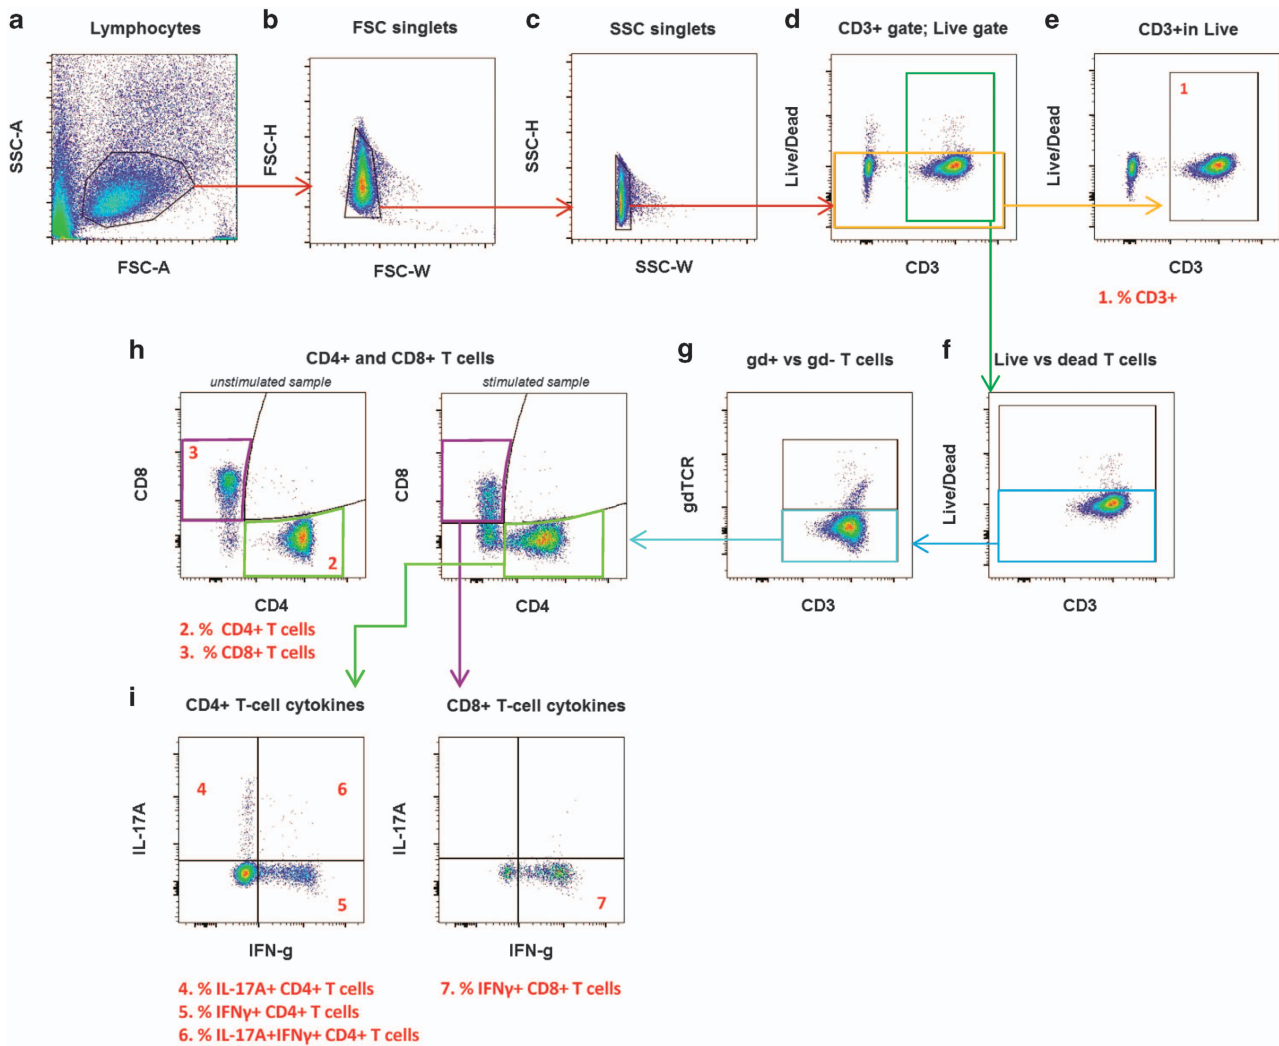 a
Lymphocytes
SSC-A
FSC-A
b
FSC singlets
FSC-H
FSC-W
c
SSC singlets
SSC-H
SSC-W
d
CD3+ gate; Live gate
Live/Dead
CD3
e
CD3+in Live
Live/Dead
1
CD3
1. % CD3+
h
CD4+ and CD8+ T cells
unstimulated sample
CD8
3
2
CD4
2. % CD4+ T cells
3. % CD8+ T cells
stimulated sample
CD8
CD4
g
gd+ vs gd- T cells
gdTCR
CD3
f
Live vs dead T cells
Live/Dead
CD3
i
CD4+ T-cell cytokines
IL-17A
4
6
5
IFN-g
4. % IL-17A+ CD4+ T cells
5. % IFNγ+ CD4+ T cells
6. % IL-17A+IFNγ+ CD4+ T cells
CD8+ T-cell cytokines
IL-17A
7
IFN-g
7. % IFNγ+ CD8+ T cells